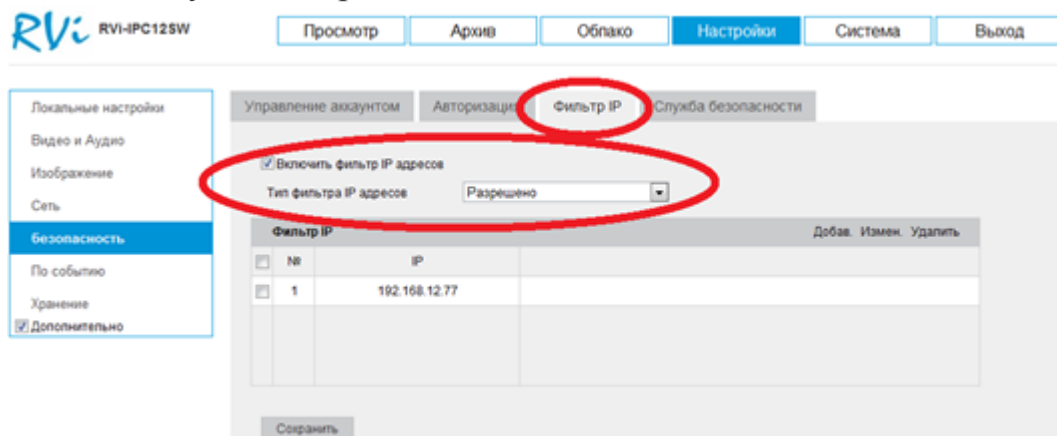 RVi RVi-IPC12SW Просмотр Архив Облако Настройки Система Выход
Локальные настройки
Видео и Аудио
Изображение
Сеть
безопасность
По событию
Хранение
Дополнительно
Управление аккаунтом Авторизация Фильтр IP Служба безопасности
Включить фильтр IP адресов
Тип фильтра IP адресов Разрешено
Фильтр IP Добав. Измен. Удалить
№ IP
1 192.168.12.77
Сохранить